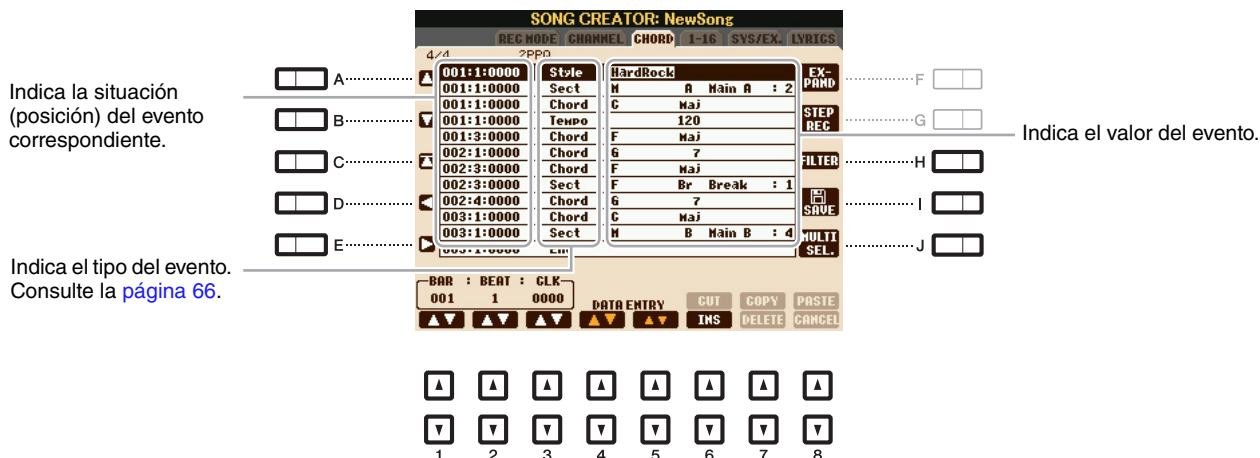 SONG CREATOR: NewSong
REC MODE CHANNEL CHORD 1-16 SYS/EX. LYRICS
4/4 2PPQ
001:1:0000 Style HardRock
001:1:0000 Sect M A Main A : 2
001:1:0000 Chord C Maj
001:1:0000 Tempo 120
001:3:0000 Chord F Maj
002:1:0000 Chord G 7
002:3:0000 Chord F Maj
002:3:0000 Sect F Br Break : 1
002:4:0000 Chord G 7
003:1:0000 Chord C Maj
003:1:0000 Sect M B Main B : 4
EX-
PAND
STEP
REC
FILTER
SAVE
MULTI
SEL.
BAR : BEAT : CLK
001 1 0000
DATA ENTRY
CUT COPY PASTE
INS DELETE CANCEL
A
B
C
D
E
F
G
H
I
J
Indica la situación
(posición) del evento
correspondiente.
Indica el tipo del evento.
Consulte la página 66.
Indica el valor del evento.
1 2 3 4 5 6 7 8